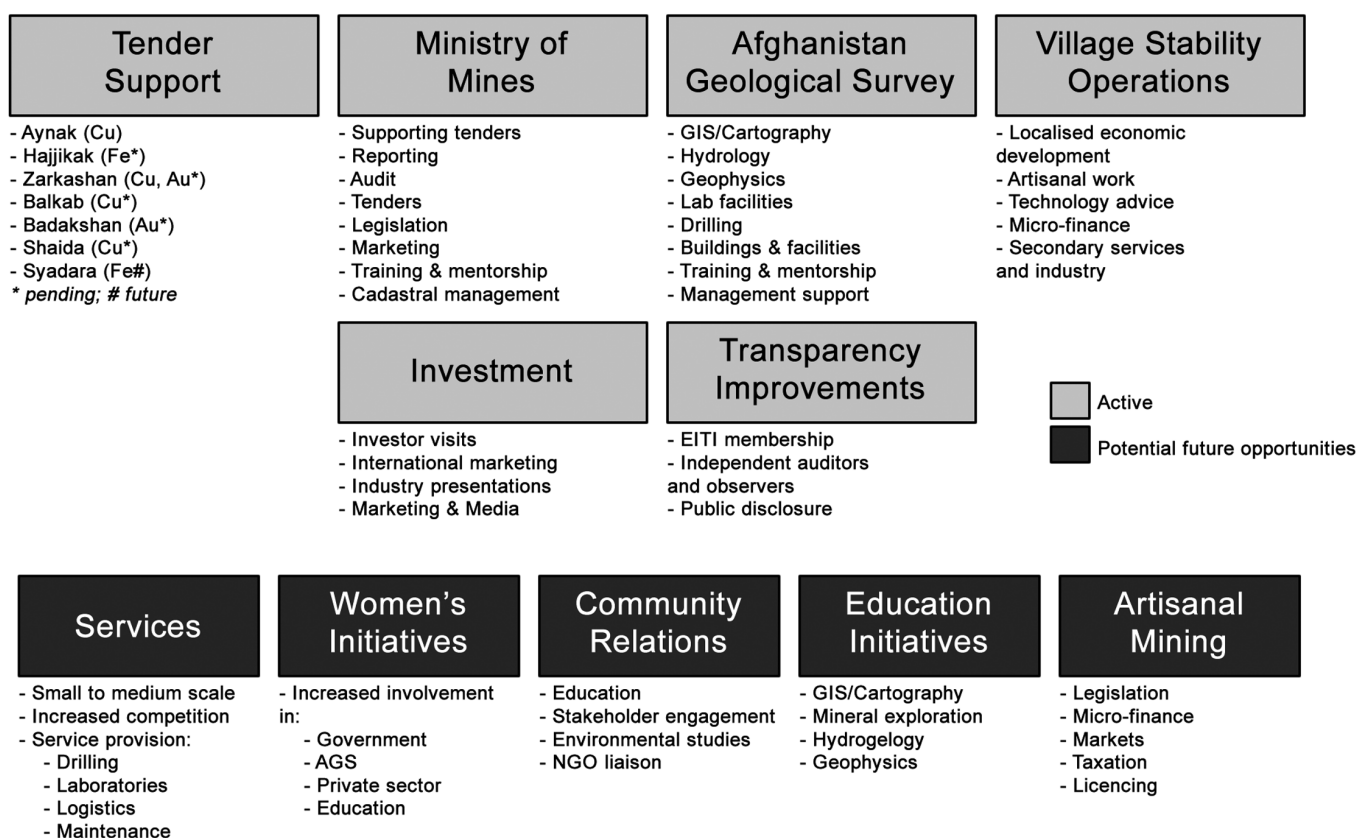 Tender
Support
- Aynak (Cu)
- Hajjikak (Fe*)
- Zarkashan (Cu, Au*)
- Balkab (Cu*)
- Badakshan (Au*)
- Shaida (Cu*)
- Syadara (Fe#)
* pending; # future
Ministry of
Mines
- Supporting tenders
- Reporting
- Audit
- Tenders
- Legislation
- Marketing
- Training & mentorship
- Cadastral management
Afghanistan
Geological Survey
- GIS/Cartography
- Hydrology
- Geophysics
- Lab facilities
- Drilling
- Buildings & facilities
- Training & mentorship
- Management support
Village Stability
Operations
- Localised economic
development
- Artisanal work
- Technology advice
- Micro-finance
- Secondary services
and industry
Investment
- Investor visits
- International marketing
- Industry presentations
- Marketing & Media
Transparency
Improvements
- EITI membership
- Independent auditors
and observers
- Public disclosure
Active
Potential future opportunities
Services
- Small to medium scale
- Increased competition
- Service provision:
- Drilling
- Laboratories
- Logistics
- Maintenance
Women's
Initiatives
- Increased involvement
in:
- Government
- AGS
- Private sector
- Education
Community
Relations
- Education
- Stakeholder engagement
- Environmental studies
- NGO liaison
Education
Initiatives
- GIS/Cartography
- Mineral exploration
- Hydrogelogy
- Geophysics
Artisanal
Mining
- Legislation
- Micro-finance
- Markets
- Taxation
- Licencing